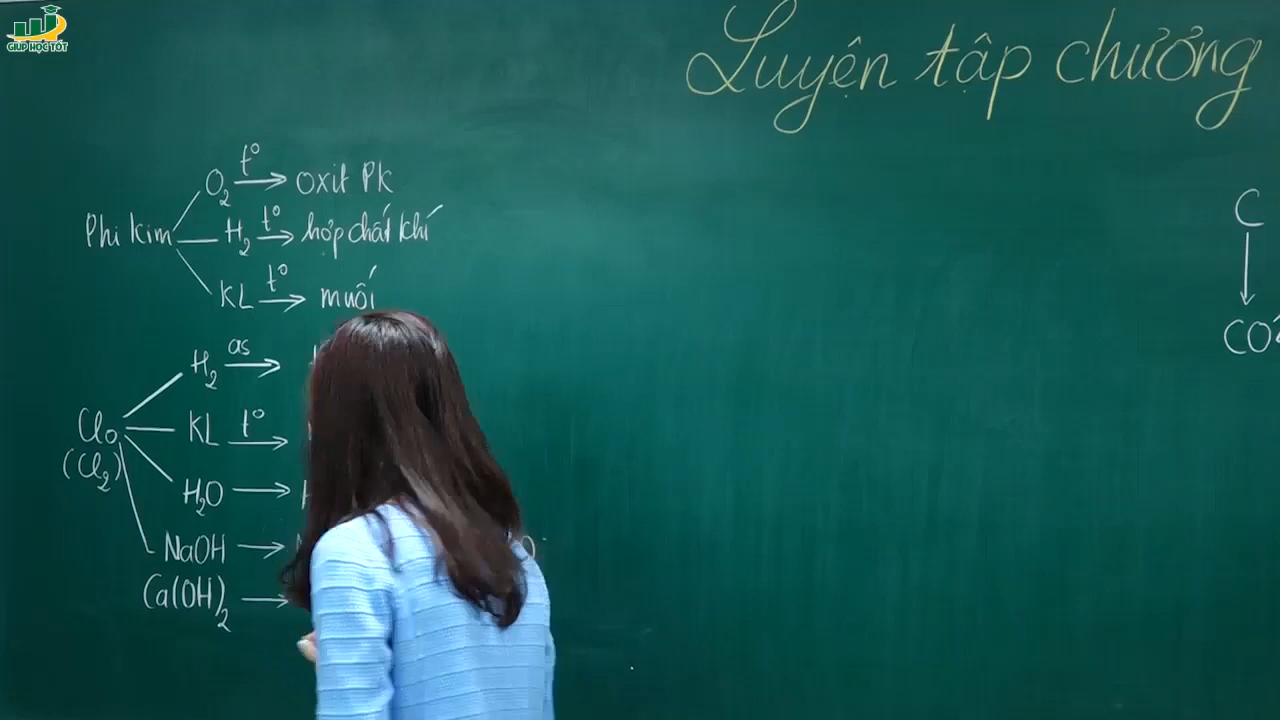 GIÚP HỌC TỐT
Luyện tập chương
O₂ t° → oxit PK
Phi kim H₂ t° → hợp chất khí
KL t° → muối
H₂ as →
Clo KL t° →
(Cl₂)
H₂O →
NaOH →
Ca(OH)₂ →
C
↓
CO